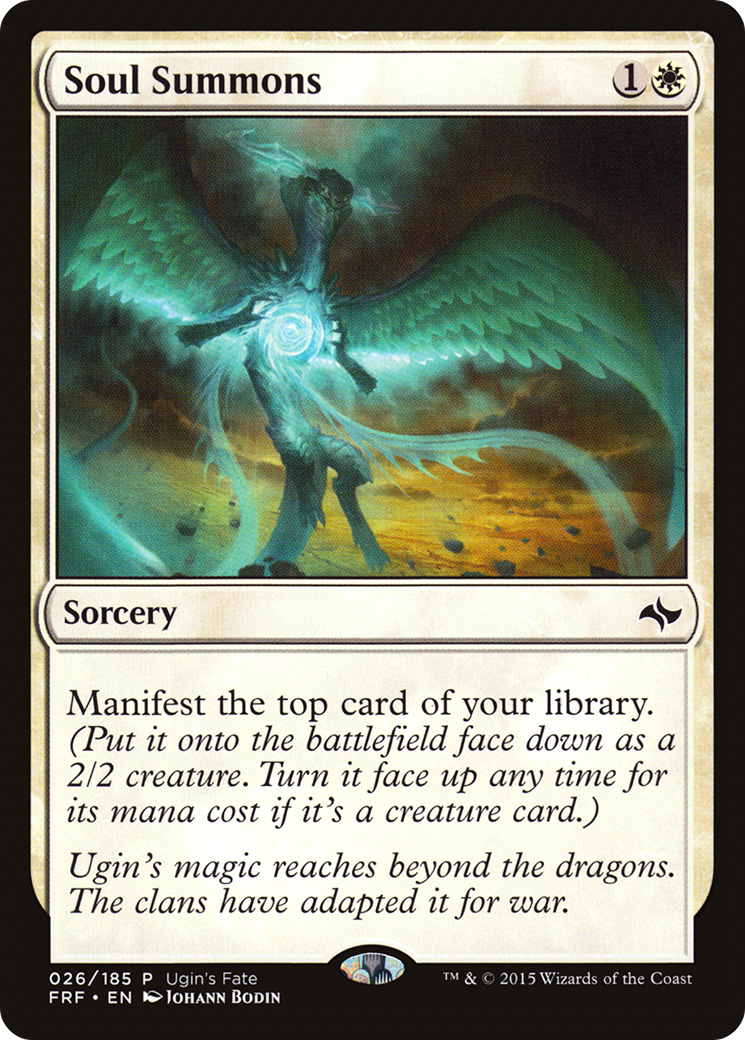 Soul Summons 1
Sorcery
Manifest the top card of your library.
(Put it onto the battlefield face down as a
2/2 creature. Turn it face up any time for
its mana cost if it's a creature card.)
Ugin's magic reaches beyond the dragons.
The clans have adapted it for war.
026/185 P Ugin's Fate
FRF • EN Johann Bodin
™ & © 2015 Wizards of the Coast